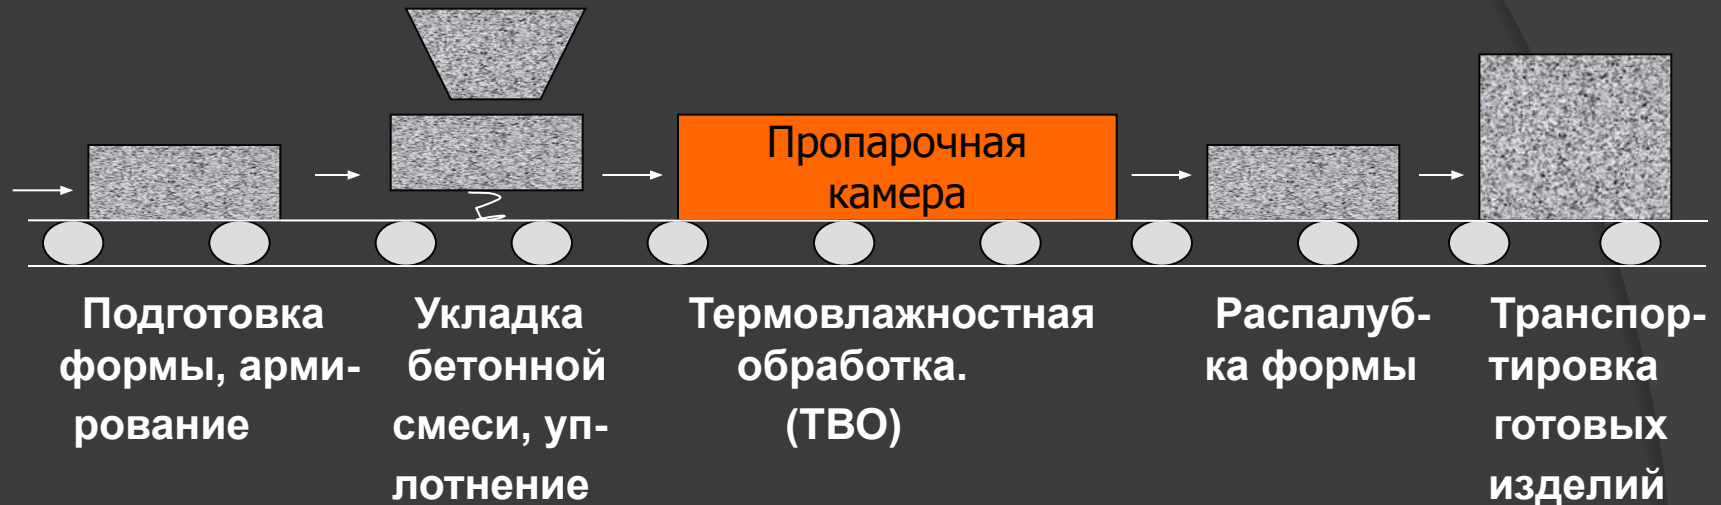 Пропарочная
камера
Подготовка
формы, арми-
рование
Укладка
бетонной
смеси, уп-
лотнение
Термовлажностная
обработка.
(ТВО)
Распалуб-
ка формы
Транспор-
тировка
готовых
изделий